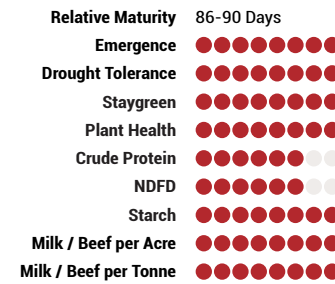 Relative Maturity 86-90 Days
Emergence
Drought Tolerance
Staygreen
Plant Health
Crude Protein
NDFD
Starch
Milk / Beef per Acre
Milk / Beef per Tonne